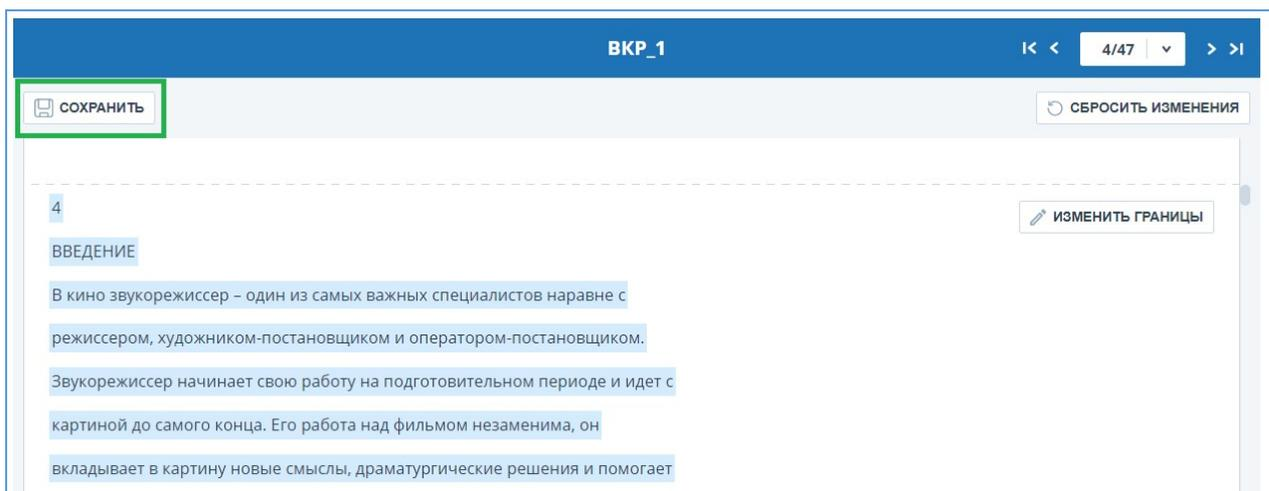 ВКР_1
4/47
СОХРАНИТЬ
СБРОСИТЬ ИЗМЕНЕНИЯ
4
ИЗМЕНИТЬ ГРАНИЦЫ
ВВЕДЕНИЕ
В кино звукорежиссер – один из самых важных специалистов наравне с
режиссером, художником-постановщиком и оператором-постановщиком.
Звукорежиссер начинает свою работу на подготовительном периоде и идет с
картиной до самого конца. Его работа над фильмом незаменима, он
вкладывает в картину новые смыслы, драматургические решения и помогает